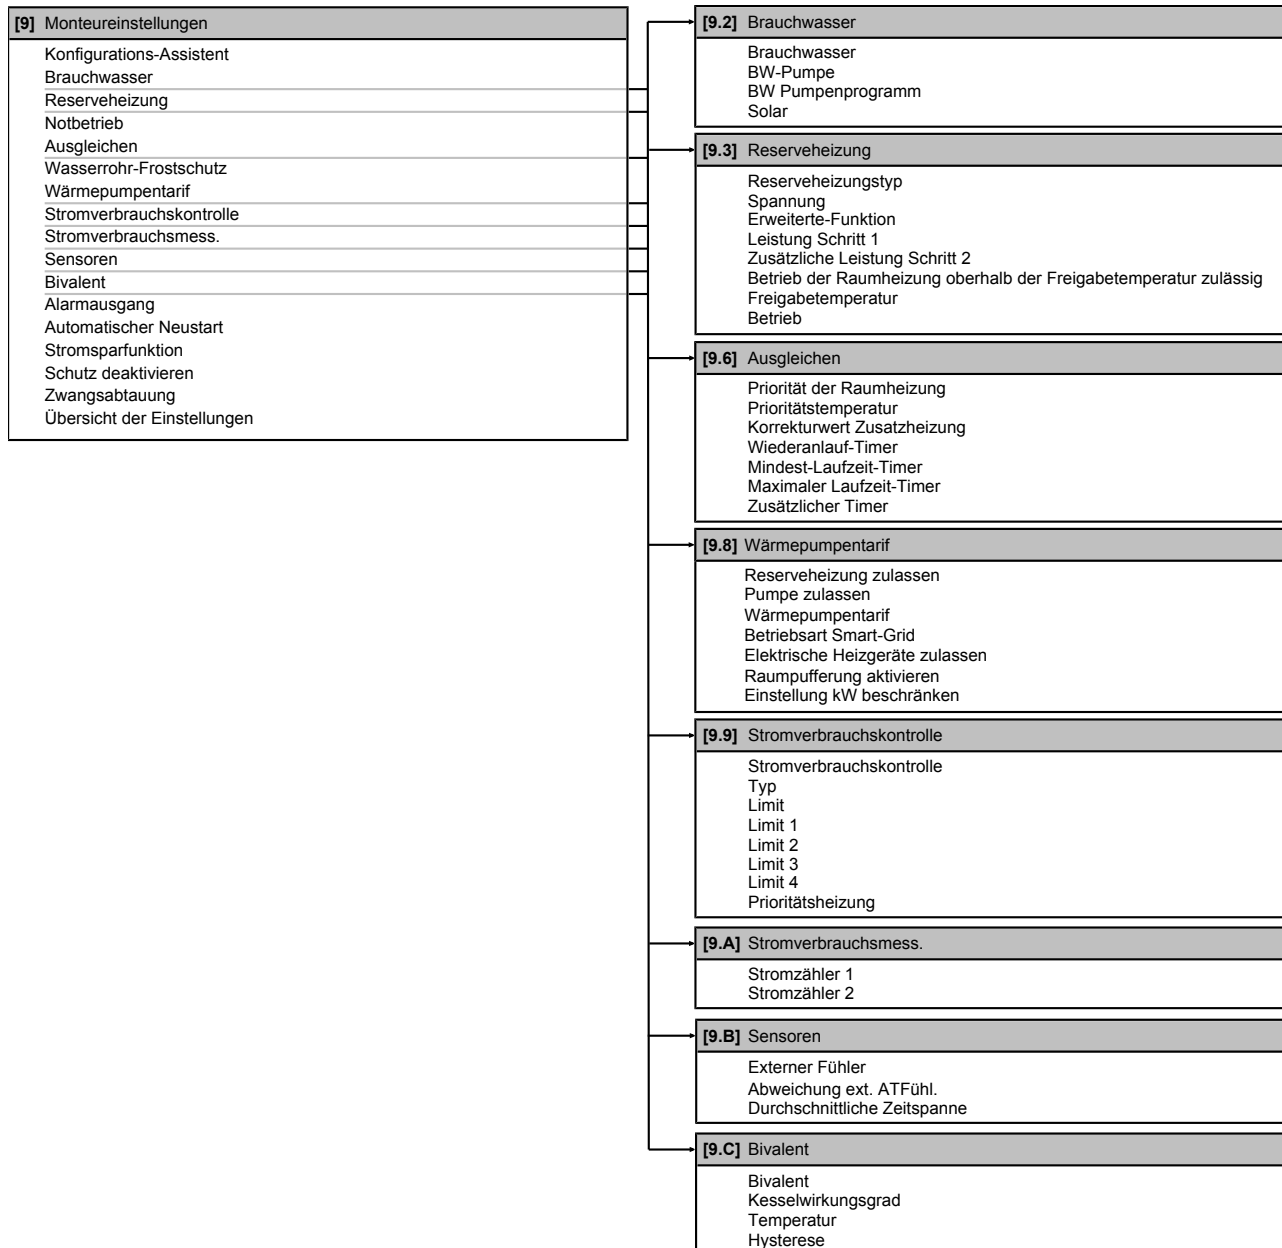 [9] Monteureinstellungen
Konfigurations-Assistent
Brauchwasser
Reserveheizung
Notbetrieb
Ausgleichen
Wasserrohr-Frostschutz
Wärmepumpentarif
Stromverbrauchskontrolle
Stromverbrauchsmess.
Sensoren
Bivalent
Alarmausgang
Automatischer Neustart
Stromsparfunktion
Schutz deaktivieren
Zwangsabtauung
Übersicht der Einstellungen
[9.2] Brauchwasser
Brauchwasser
BW-Pumpe
BW Pumpenprogramm
Solar
[9.3] Reserveheizung
Reserveheizungstyp
Spannung
Erweiterte-Funktion
Leistung Schritt 1
Zusätzliche Leistung Schritt 2
Betrieb der Raumheizung oberhalb der Freigabetemperatur zulässig
Freigabetemperatur
Betrieb
[9.6] Ausgleichen
Priorität der Raumheizung
Prioritätstemperatur
Korrekturwert Zusatzheizung
Wiederanlauf-Timer
Mindest-Laufzeit-Timer
Maximaler Laufzeit-Timer
Zusätzlicher Timer
[9.8] Wärmepumpentarif
Reserveheizung zulassen
Pumpe zulassen
Wärmepumpentarif
Betriebsart Smart-Grid
Elektrische Heizgeräte zulassen
Raumpufferung aktivieren
Einstellung kW beschränken
[9.9] Stromverbrauchskontrolle
Stromverbrauchskontrolle
Typ
Limit
Limit 1
Limit 2
Limit 3
Limit 4
Prioritätsheizung
[9.A] Stromverbrauchsmess.
Stromzähler 1
Stromzähler 2
[9.B] Sensoren
Externer Fühler
Abweichung ext. ATFühl.
Durchschnittliche Zeitspanne
[9.C] Bivalent
Bivalent
Kesselwirkungsgrad
Temperatur
Hysterese